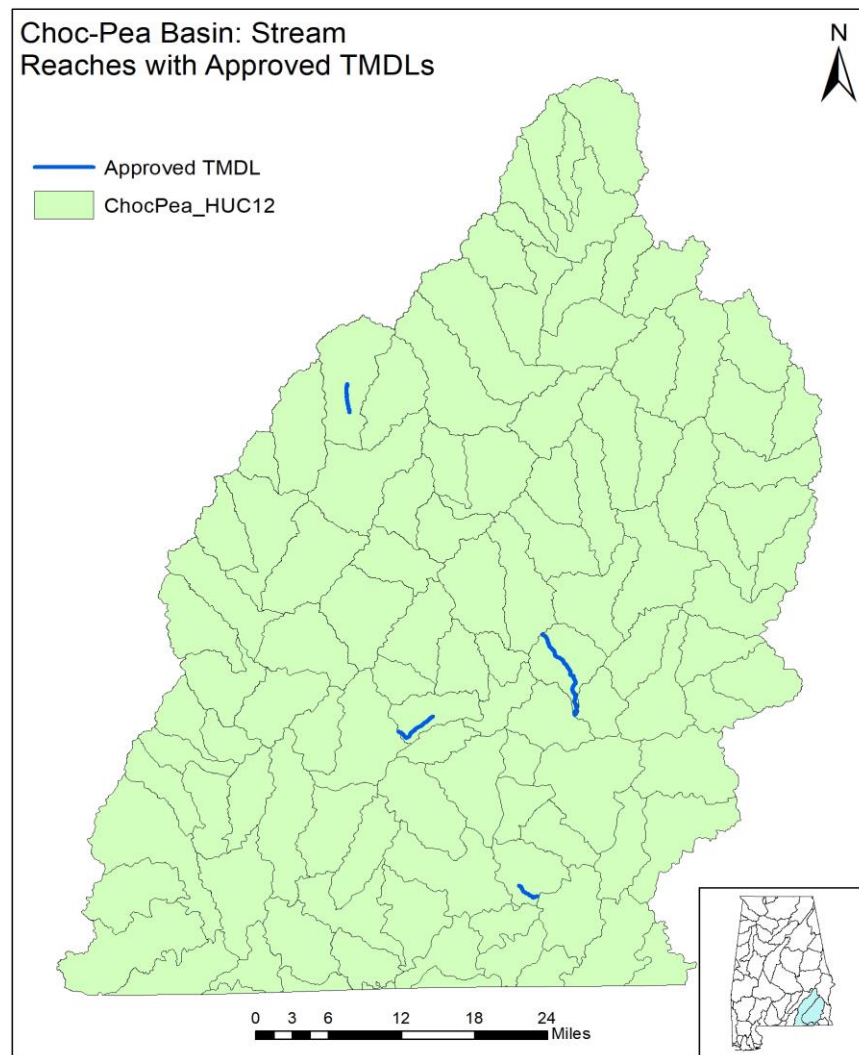 Choc-Pea Basin: Stream
Reaches with Approved TMDLs
N
Approved TMDL
ChocPea_HUC12
0 3 6 12 18 24
Miles